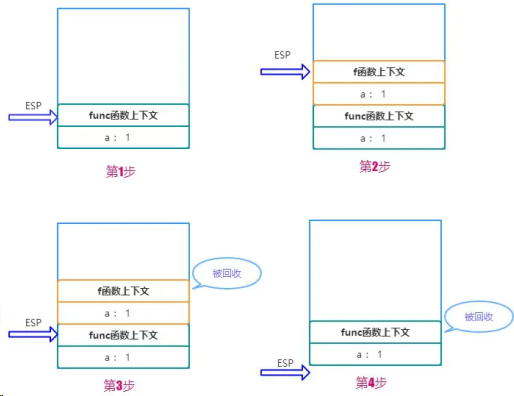 ESP
func函数上下文
a： 1
第1步
ESP
f函数上下文
a： 1
func函数上下文
a： 1
第2步
被回收
f函数上下文
a： 1
ESP
func函数上下文
a： 1
第3步
被回收
func函数上下文
a： 1
ESP
第4步